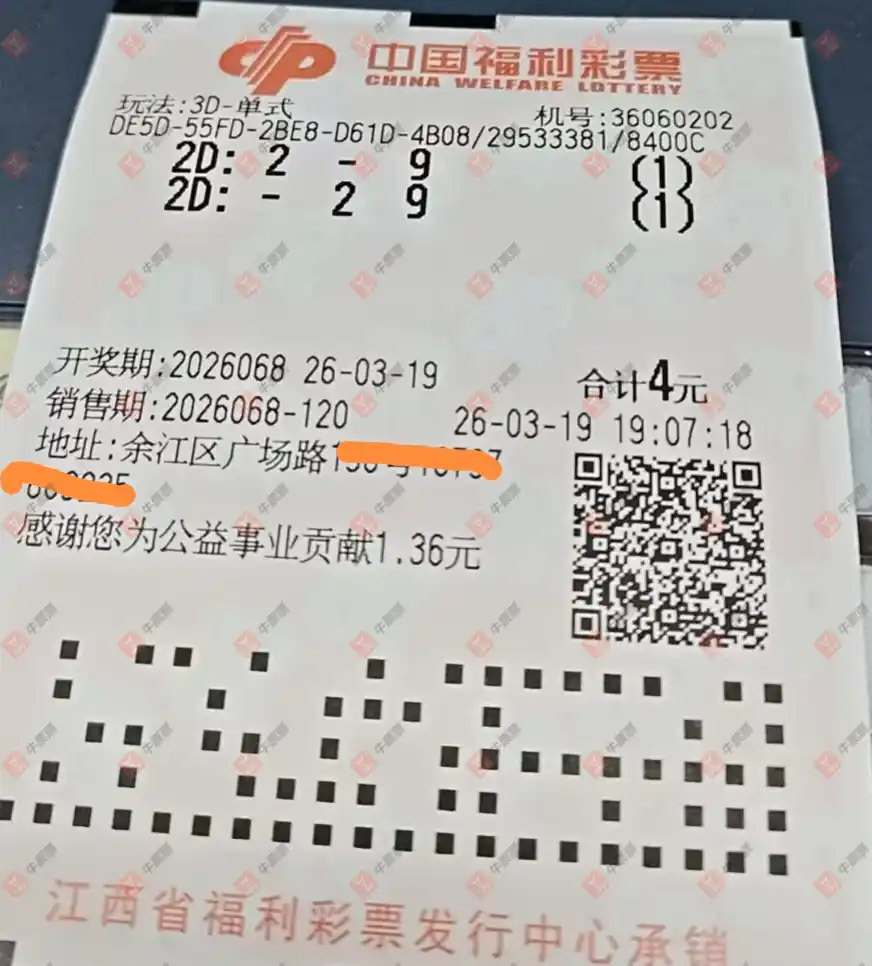 中国福利彩票
CHINA WELFARE LOTTERY
玩法:3D-单式 机号:36060202
DE5D-55FD-2BE8-D61D-4B08/29533381/8400C
2D: 2 - 9 (1)
2D: - 2 9 (1)
开奖期:2026068 26-03-19 合计4元
销售期:2026068-120 26-03-19 19:07:18
地址:余江区广场路
感谢您为公益事业贡献1.36元
江西省福利彩票发行中心承销